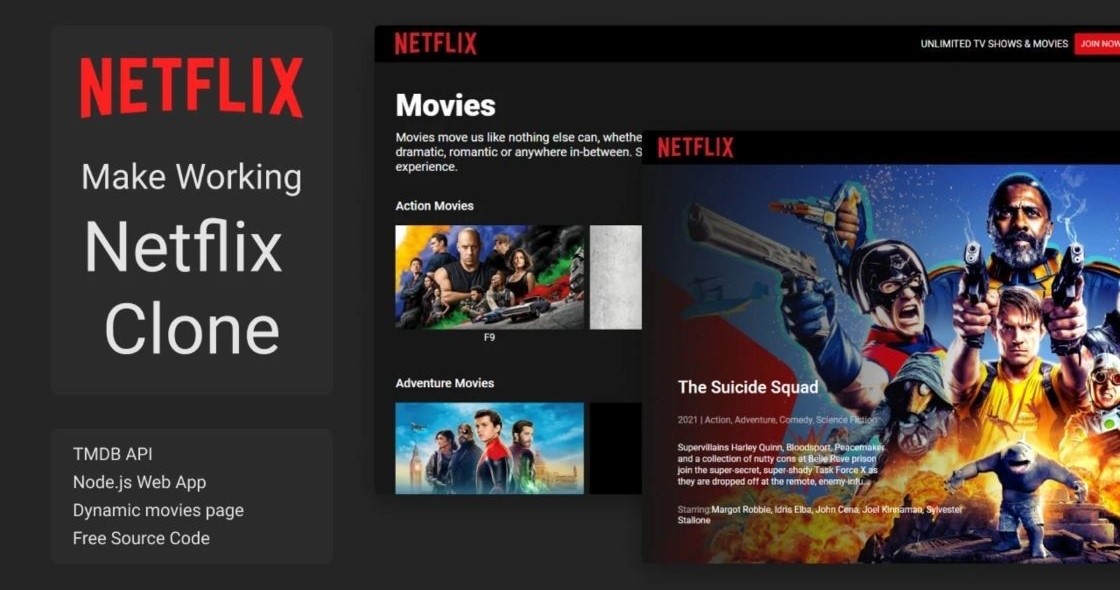 NETFLIX
Make Working
Netflix
Clone
TMDB API
Node.js Web App
Dynamic movies page
Free Source Code
NETFLIX
UNLIMITED TV SHOWS & MOVIES
JOIN NOW
Movies
Movies move us like nothing else can, whethe
dramatic, romantic or anywhere in-between. S
experience.
Action Movies
F9
Adventure Movies
NETFLIX
The Suicide Squad
2021 | Action, Adventure, Comedy, Science Fiction
Supervillains Harley Quinn, Bloodsport, Peacemaker
and a collection of nutty cons at Belle Reve prison
join the super-secret, super-shady Task Force X as
they are dropped off at the remote, enemy-infu...
Starring:Margot Robbie, Idris Elba, John Cena, Joel Kinnaman, Sylvester
Stallone